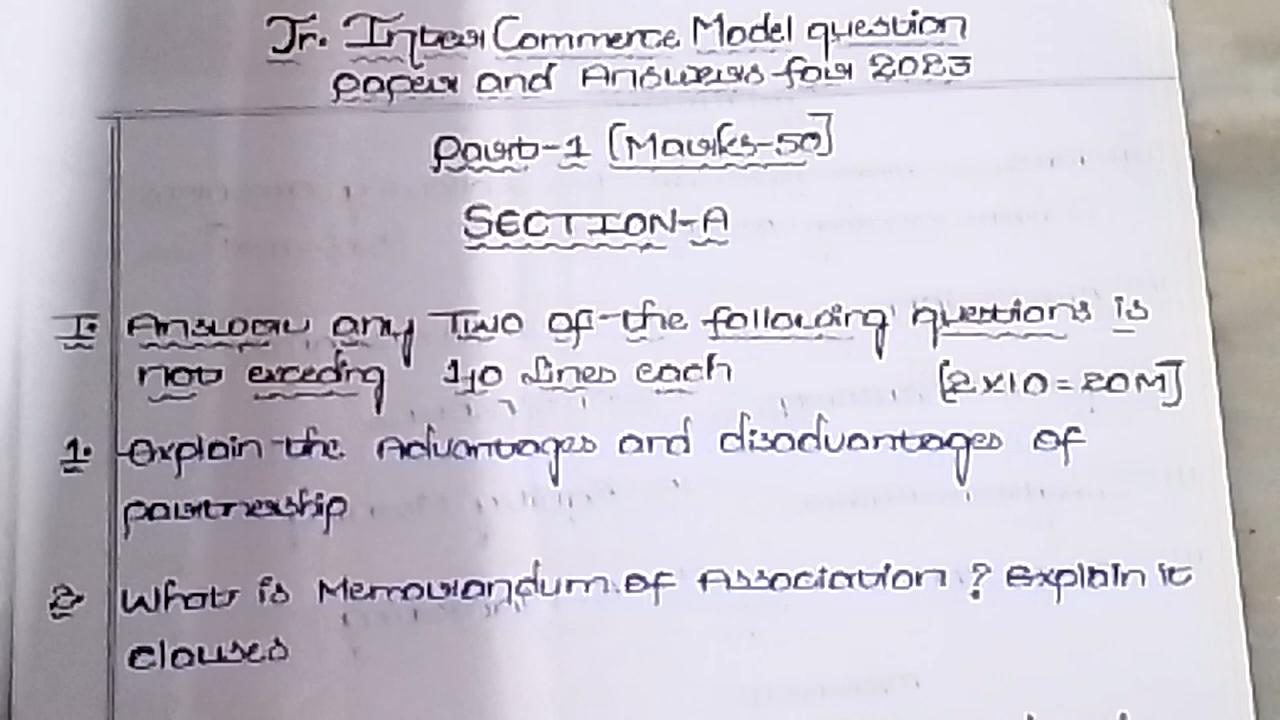 Jr. Inter Commerce Model question
paper and Answers for 2023
Part-1 [Marks-50]
SECTION-A
I. Answer any Two of the following questions is
not exceding 40 lines each [2 x 10 = 20M]
1. Explain the Advantages and disadvantages of
partnership
2. What is Memorandum of Association ? Explain it
clauses